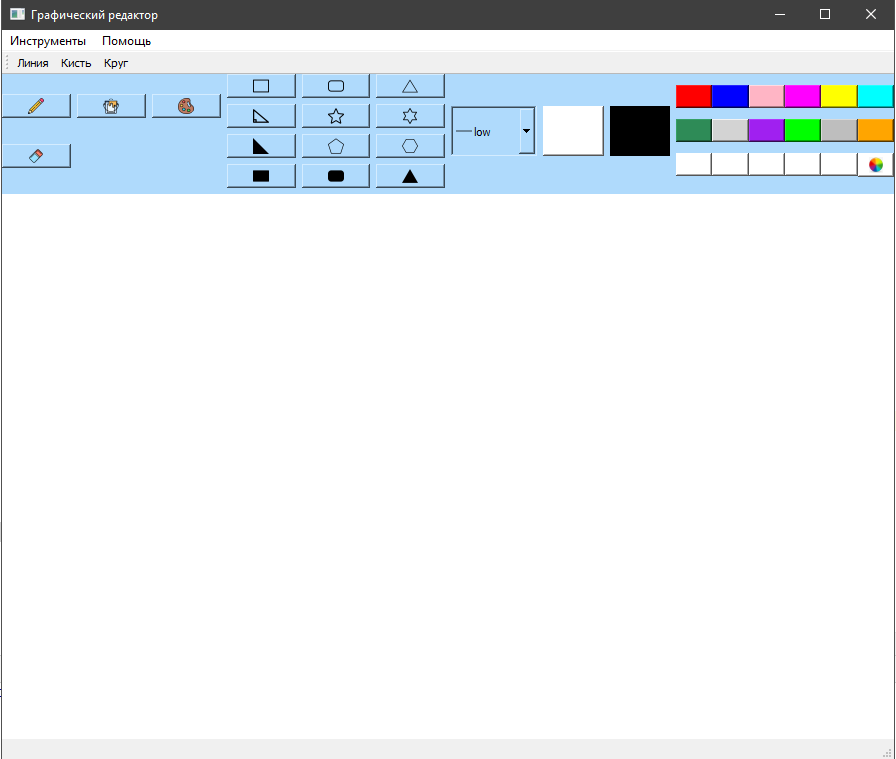 Графический редактор
Инструменты Помощь
Линия Кисть Круг
low